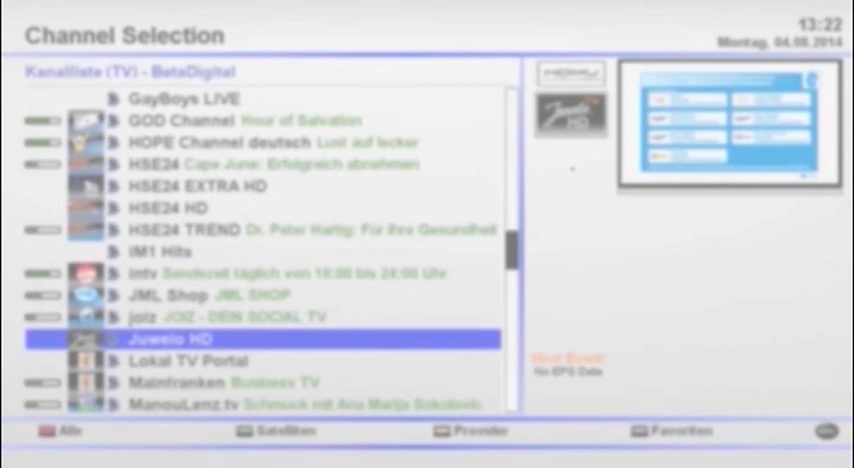 Channel Selection
13:22
Montag, 04.08.2014
Kanalliste (TV) - BetaDigital
GayBoys LIVE
GOD Channel Hour of Salvation
HOPE Channel deutsch Lust auf lecker
HSE24 Cape June: Erfolgreich abnehmen
HSE24 EXTRA HD
HSE24 HD
HSE24 TREND Dr. Peter Hartig: Für Ihre Gesundheit
iM1 Hits
intv Sendezeit täglich von 18:00 bis 24:00 Uhr
JML Shop JML SHOP
joiz JOIZ - DEIN SOCIAL TV
Juwelo HD
Lokal TV Portal
Mainfranken Business TV
ManouLenz.tv Schmuck mit Ana Marija Sokolovic
Next Event:
No EPG Data
Alle
Satelliten
Provider
Favoriten